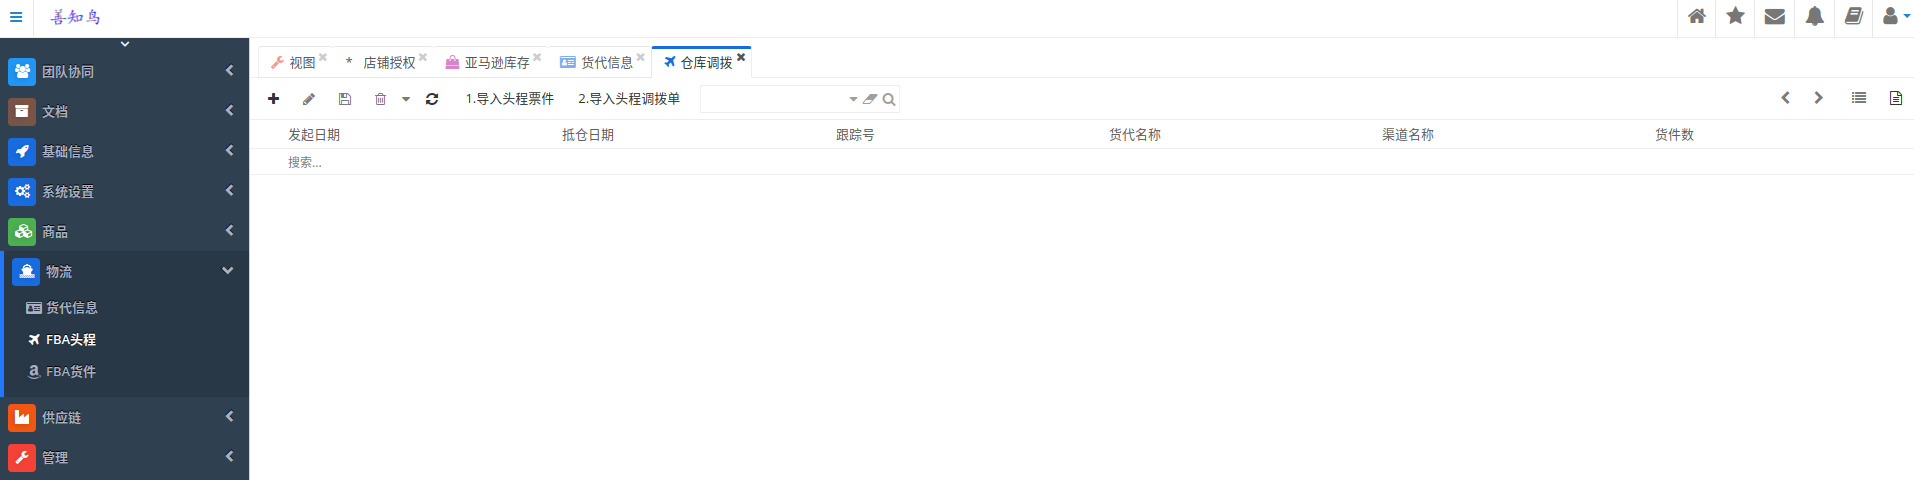 善知鸟
团队协同
文档
基础信息
系统设置
商品
物流
货代信息
FBA头程
FBA货件
供应链
管理
视图 * 店铺授权 亚马逊库存 货代信息 仓库调拨
1.导入头程票件 2.导入头程调拨单
发起日期 抵仓日期 跟踪号 货代名称 渠道名称 货件数
搜索...